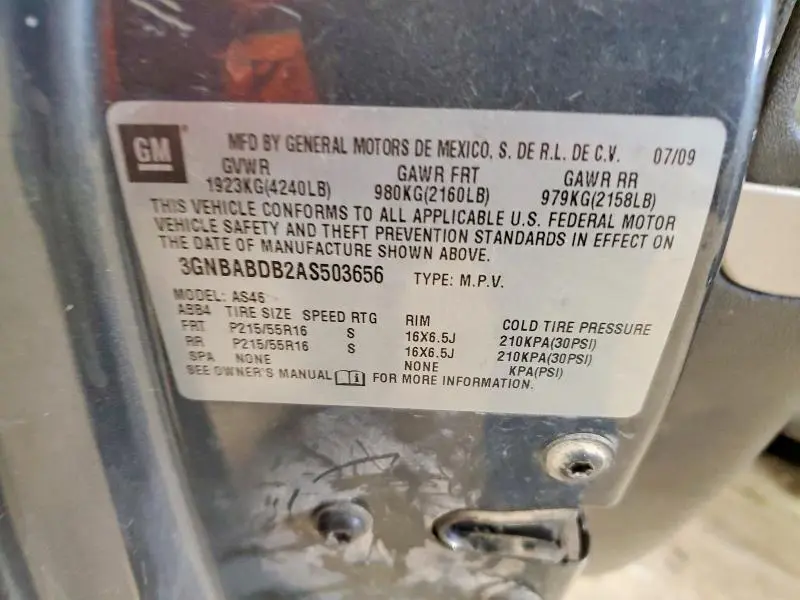 GM
MFD BY GENERAL MOTORS DE MEXICO, S. DE R.L. DE C.V. 07/09
GVWR GAWR FRT GAWR RR
1923KG(4240LB) 980KG(2160LB) 979KG(2158LB)
THIS VEHICLE CONFORMS TO ALL APPLICABLE U.S. FEDERAL MOTOR
VEHICLE SAFETY AND THEFT PREVENTION STANDARDS IN EFFECT ON
THE DATE OF MANUFACTURE SHOWN ABOVE.
3GNBABDB2AS503656 TYPE: M.P.V.
MODEL: AS46
ABB4 TIRE SIZE SPEED RTG RIM COLD TIRE PRESSURE
FRT P215/55R16 S 16X6.5J 210KPA(30PSI)
RR P215/55R16 S 16X6.5J 210KPA(30PSI)
SPA NONE NONE KPA(PSI)
SEE OWNER'S MANUAL FOR MORE INFORMATION.